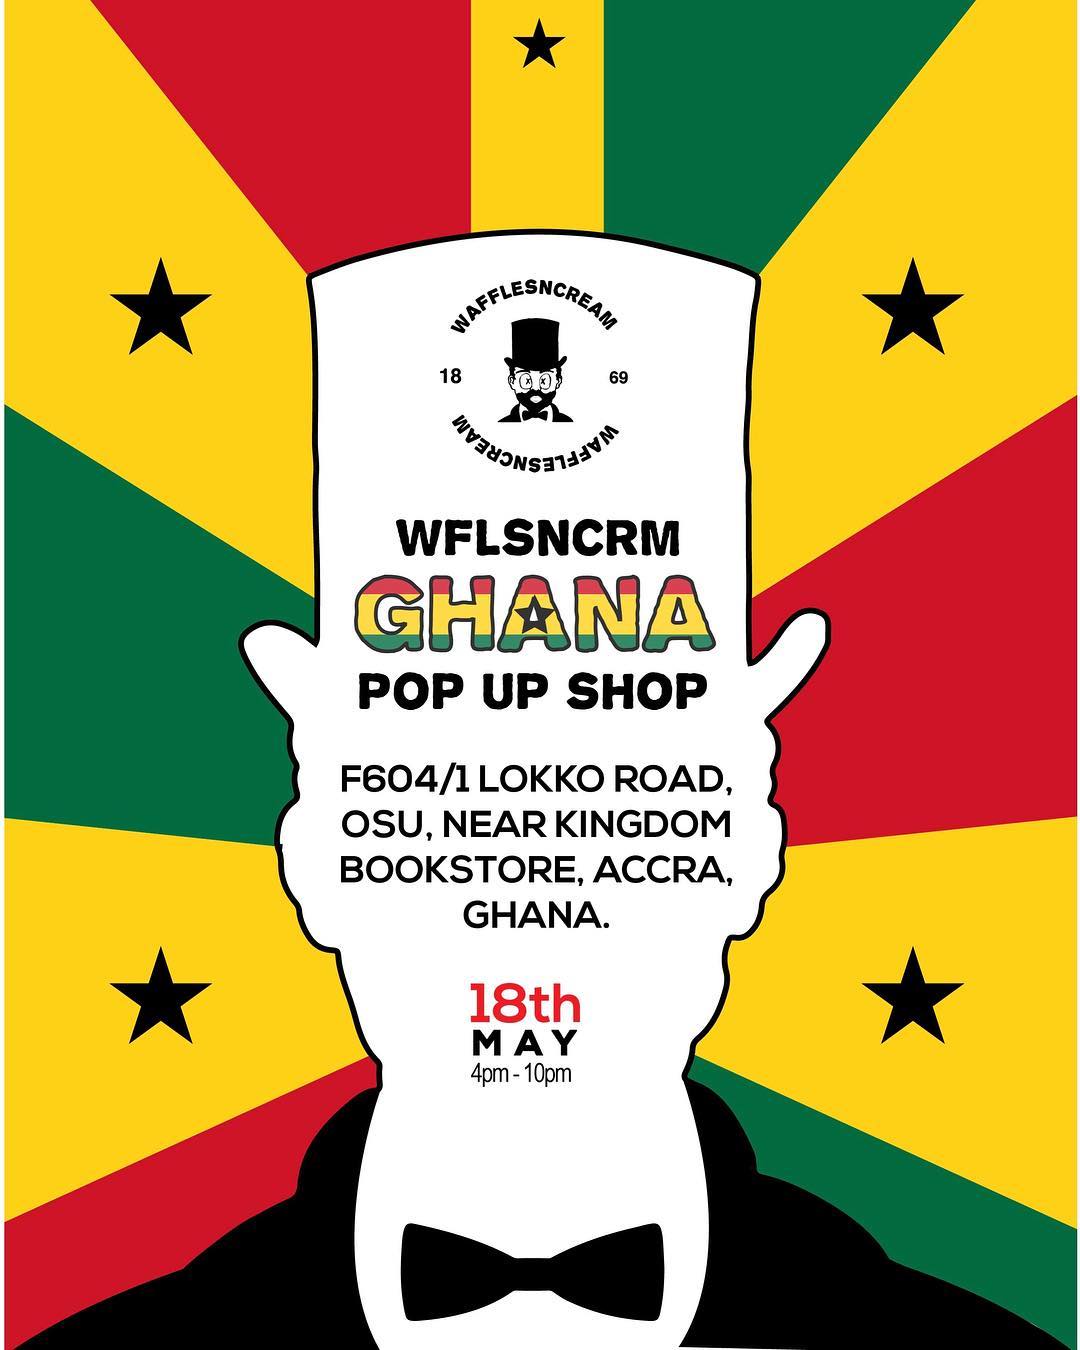 WAFFLESNCREAM
18 69
WAFFLESNCREAM
WFLSNCRM
GHANA
POP UP SHOP
F604/1 LOKKO ROAD,
OSU, NEAR KINGDOM
BOOKSTORE, ACCRA,
GHANA.
18th
MAY
4pm - 10pm